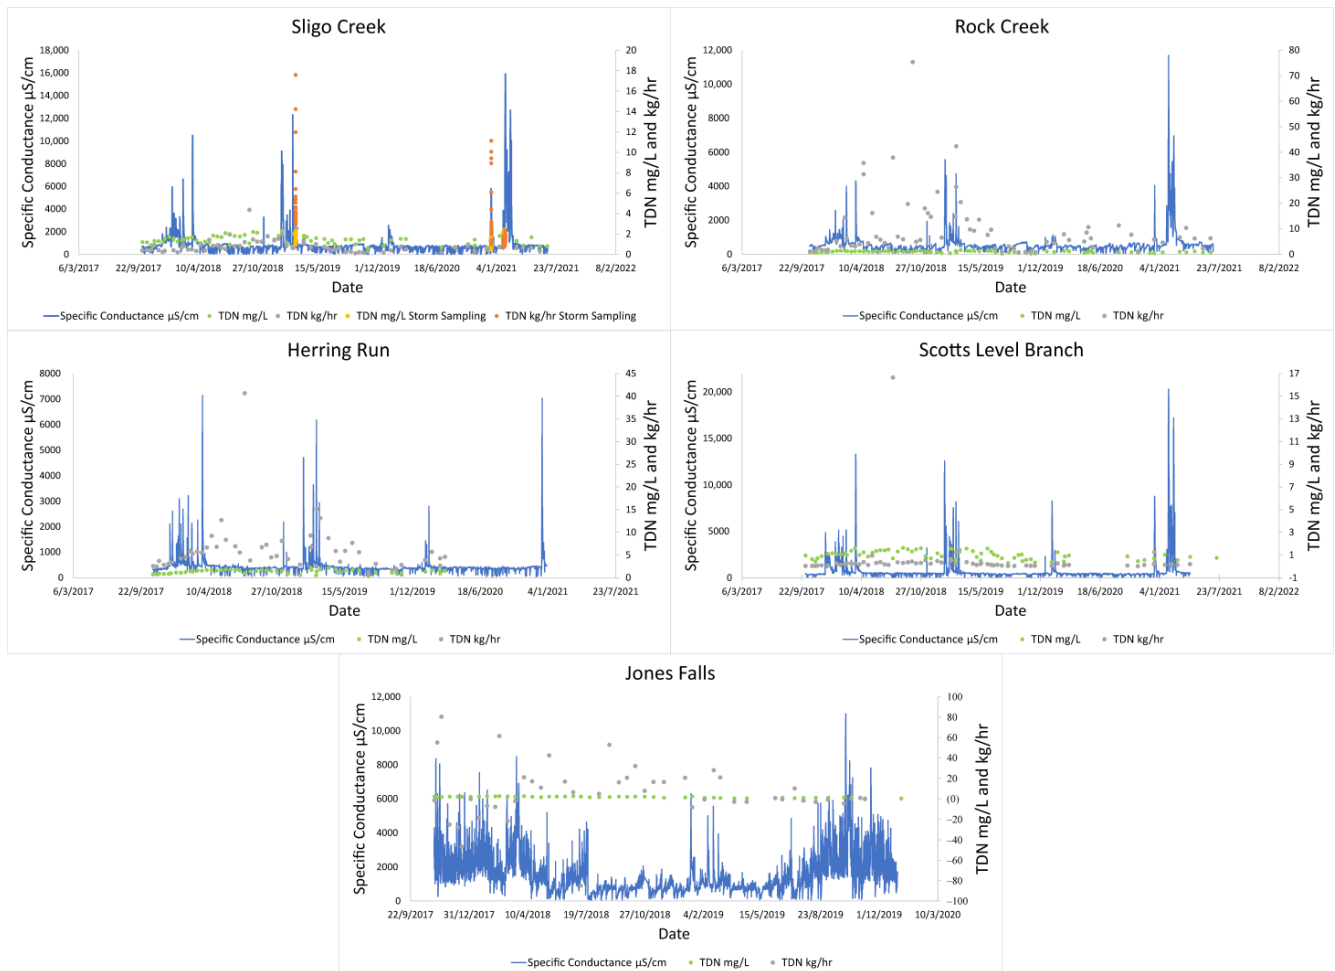 Sligo Creek
Specific Conductance µS/cm
18,000
16,000
14,000
12,000
10,000
8000
6000
4000
2000
0
20
18
16
14
12
10
8
6
4
2
0
TDN mg/L and kg/hr
6/3/2017 22/9/2017 10/4/2018 27/10/2018 15/5/2019 1/12/2019 18/6/2020 4/1/2021 23/7/2021 8/2/2022
Date
Specific Conductance µS/cm TDN mg/L TDN kg/hr TDN mg/L Storm Sampling TDN kg/hr Storm Sampling
Rock Creek
Specific Conductance µS/cm
12,000
10,000
8000
6000
4000
2000
0
80
70
60
50
40
30
20
10
0
TDN mg/L and kg/hr
6/3/2017 22/9/2017 10/4/2018 27/10/2018 15/5/2019 1/12/2019 18/6/2020 4/1/2021 23/7/2021 8/2/2022
Date
Specific Conductance µS/cm TDN mg/L TDN kg/hr
Herring Run
Specific Conductance µS/cm
8000
7000
6000
5000
4000
3000
2000
1000
0
45
40
35
30
25
20
15
10
5
0
TDN mg/L and kg/hr
6/3/2017 22/9/2017 10/4/2018 27/10/2018 15/5/2019 1/12/2019 18/6/2020 4/1/2021 23/7/2021
Date
Specific Conductance µS/cm TDN mg/L TDN kg/hr
Scotts Level Branch
Specific Conductance µS/cm
20,000
15,000
10,000
5000
0
17
15
13
11
9
7
5
3
1
-1
TDN mg/L and kg/hr
6/3/2017 22/9/2017 10/4/2018 27/10/2018 15/5/2019 1/12/2019 18/6/2020 4/1/2021 23/7/2021 8/2/2022
Date
Specific Conductance µS/cm TDN mg/L TDN kg/hr
Jones Falls
Specific Conductance µS/cm
12,000
10,000
8000
6000
4000
2000
0
100
80
60
40
20
0
−20
−40
−60
−80
−100
TDN mg/L and kg/hr
22/9/2017 31/12/2017 10/4/2018 19/7/2018 27/10/2018 4/2/2019 15/5/2019 23/8/2019 1/12/2019 10/3/2020
Date
Specific Conductance µS/cm TDN mg/L TDN kg/hr